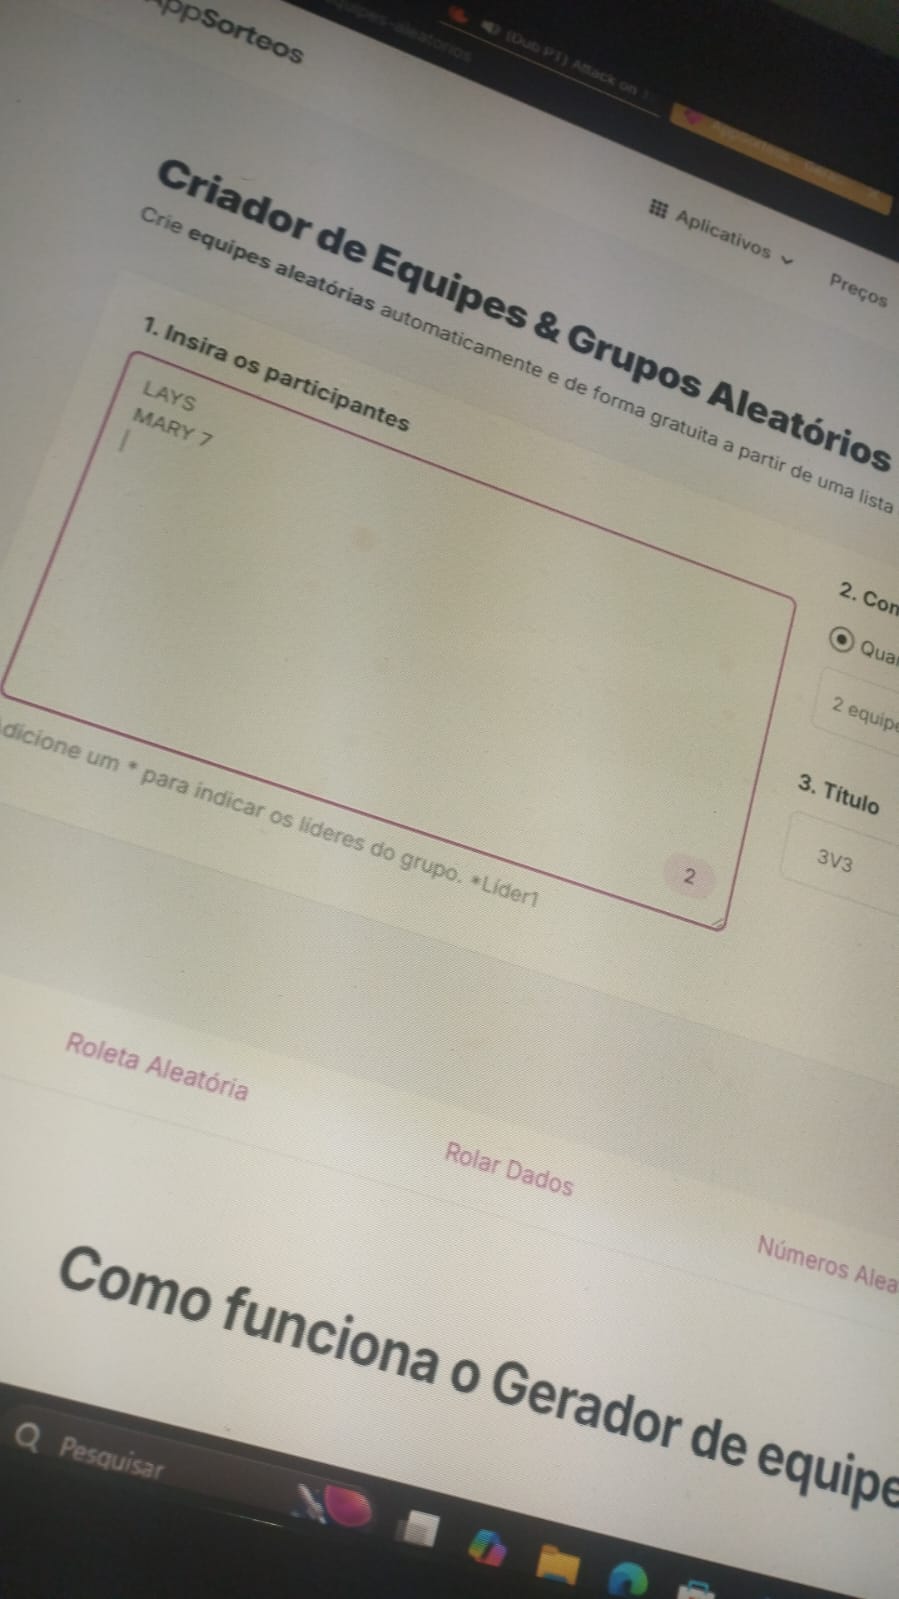 AppSorteos
equipes-aleatorios
(Dub PT) Attack on
Aplicativos
Preços
Criador de Equipes & Grupos Aleatórios
Crie equipes aleatórias automaticamente e de forma gratuita a partir de uma lista
1. Insira os participantes
LAYS
MARY 7
2
dicione um * para indicar os líderes do grupo. *Líder1
2. Con
Qua
2 equipe
3. Título
3V3
Roleta Aleatória
Rolar Dados
Números Alea
Como funciona o Gerador de equipe
Pesquisar